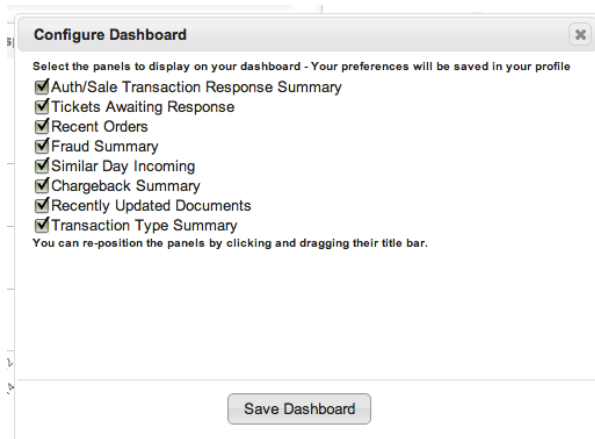 Configure Dashboard
Select the panels to display on your dashboard - Your preferences will be saved in your profile
Auth/Sale Transaction Response Summary
Tickets Awaiting Response
Recent Orders
Fraud Summary
Similar Day Incoming
Chargeback Summary
Recently Updated Documents
Transaction Type Summary
You can re-position the panels by clicking and dragging their title bar.
Save Dashboard